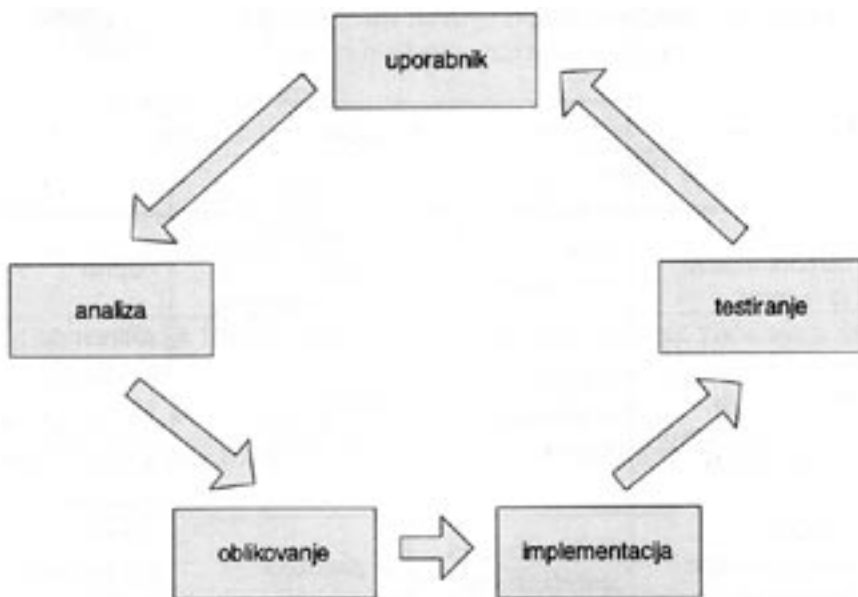 uporabnik
analiza
testiranje
oblikovanje
implementacija